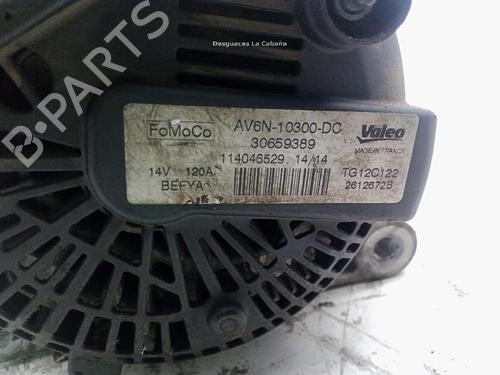 Desguaces La Cabaña
B-PARTS
FoMoCo
AV6N-10300-DC
30659389
114046529 14/14
Valeo
MADE IN FRANCE
14V 120A
BEFYA
TG12C122
2612672B